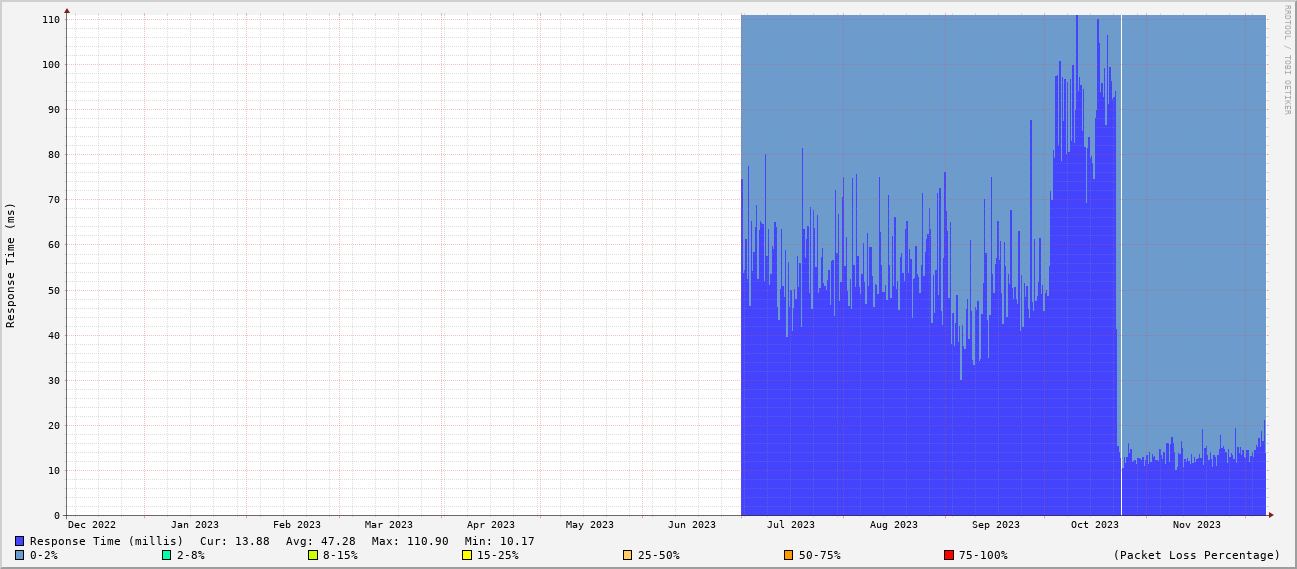 RRDTOOL / TOBI OETIKER
Response Time (ms)
110
100
90
80
70
60
50
40
30
20
10
0
Dec 2022 Jan 2023 Feb 2023 Mar 2023 Apr 2023 May 2023 Jun 2023 Jul 2023 Aug 2023 Sep 2023 Oct 2023 Nov 2023
Response Time (millis) Cur: 13.88 Avg: 47.28 Max: 110.90 Min: 10.17
0-2% 2-8% 8-15% 15-25% 25-50% 50-75% 75-100% (Packet Loss Percentage)